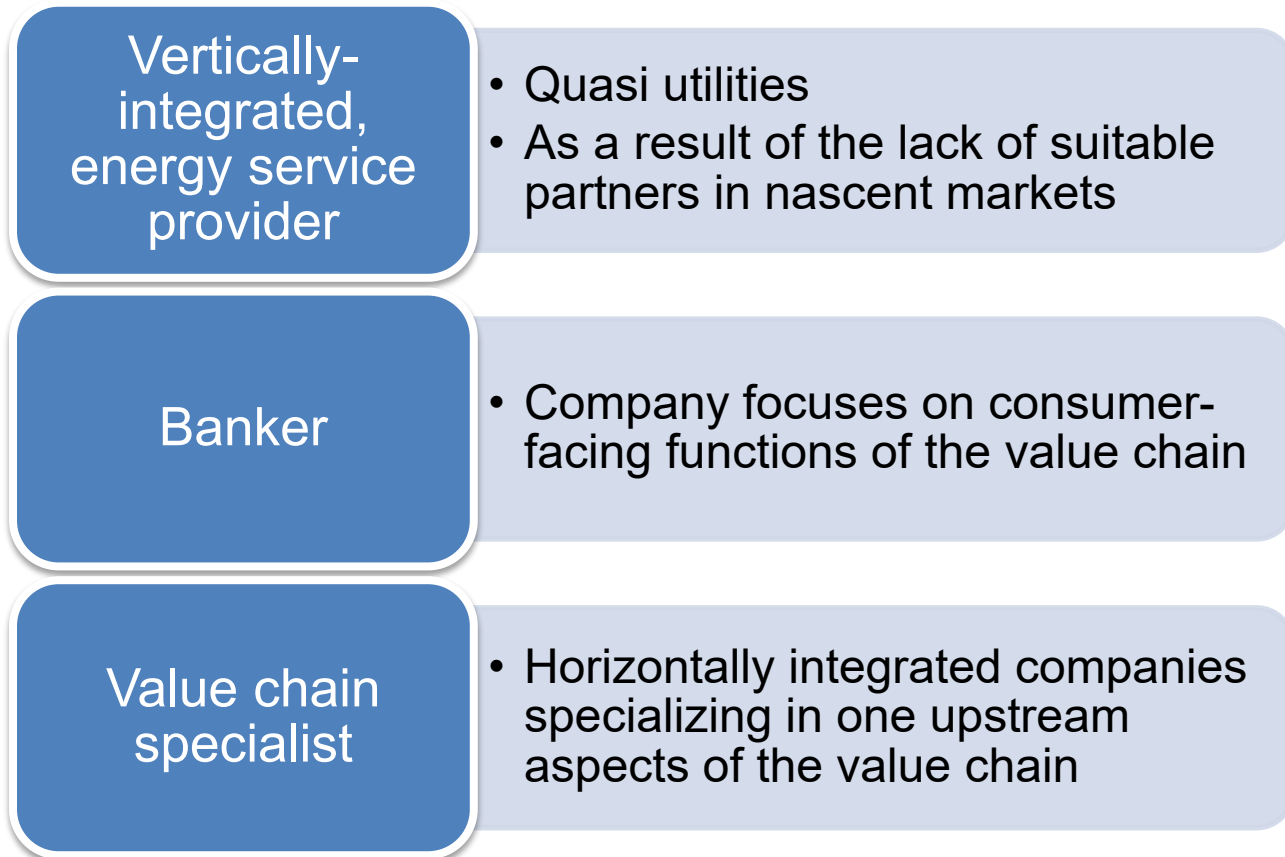 Vertically-
integrated,
energy service
provider
• Quasi utilities
• As a result of the lack of suitable
partners in nascent markets
Banker
• Company focuses on consumer-
facing functions of the value chain
Value chain
specialist
• Horizontally integrated companies
specializing in one upstream
aspects of the value chain